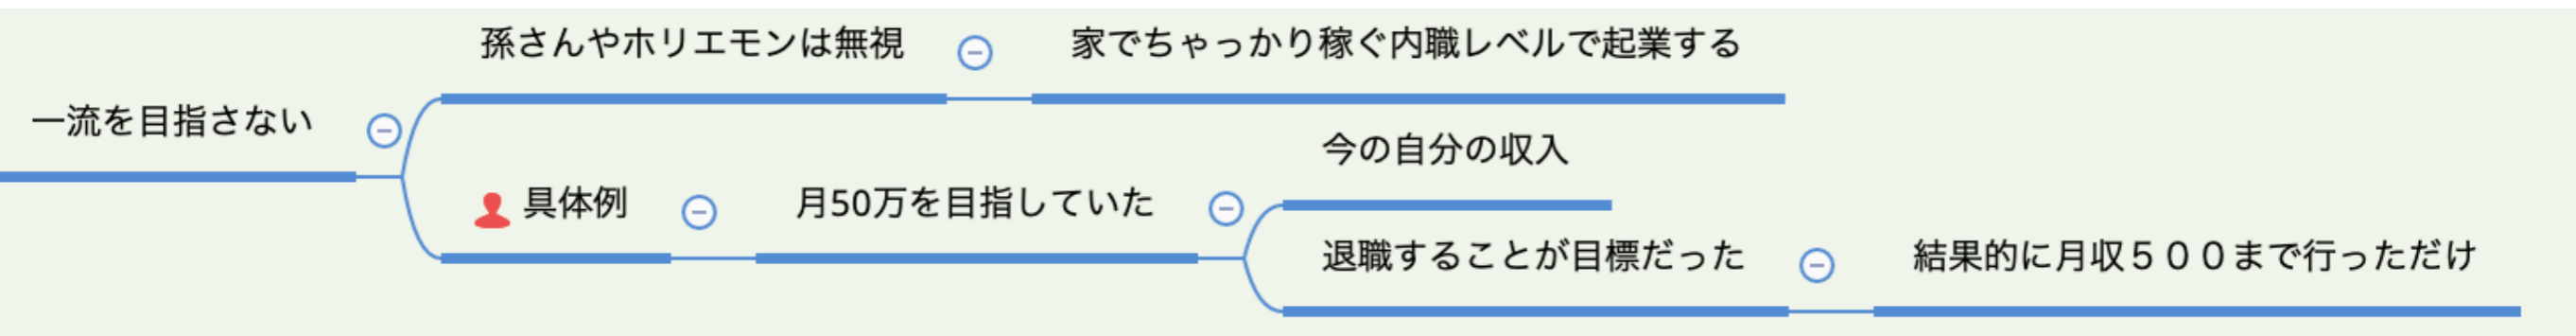 孫さんやホリエモンは無視
家でちゃっかり稼ぐ内職レベルで起業する
一流を目指さない
今の自分の収入
具体例
月50万を目指していた
退職することが目標だった
結果的に月収５００まで行っただけ